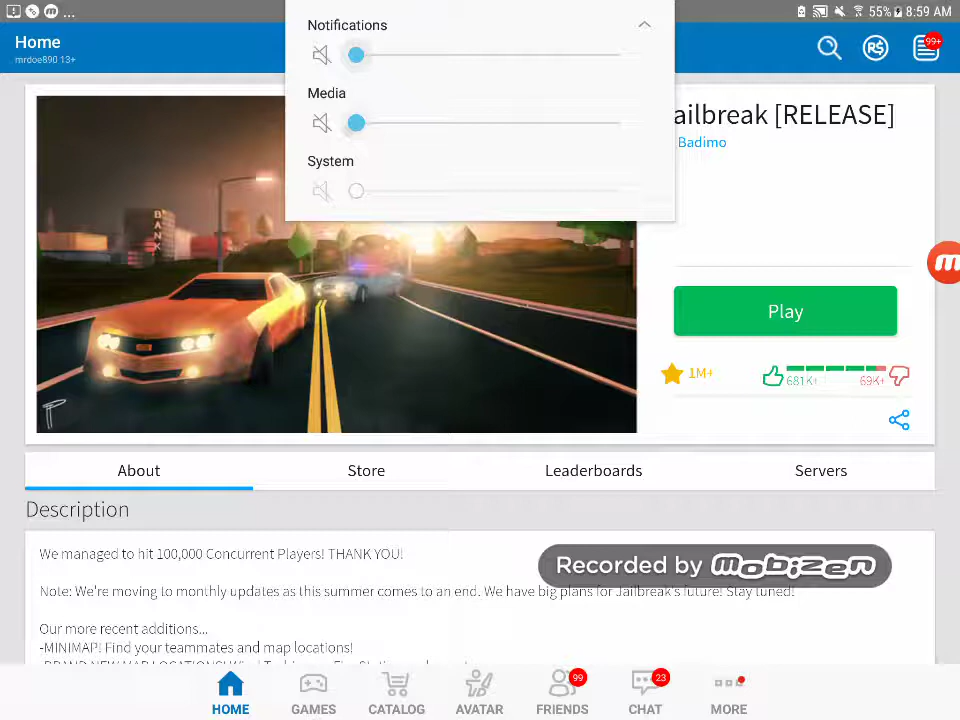 ... 55% 8:59 AM
Home
mrdoe890 13+
R$
99+
Notifications
Media
System
ailbreak [RELEASE]
Badimo
BANK
Play
1M+
681K+
69K+
About
Store
Leaderboards
Servers
Description
We managed to hit 100,000 Concurrent Players! THANK YOU!
Note: We're moving to monthly updates as this summer comes to an end. We have big plans for Jailbreak's future! Stay tuned!
Recorded by mobizen
Our more recent additions...
-MINIMAP! Find your teammates and map locations!
HOME
GAMES
CATALOG
AVATAR
99
FRIENDS
23
CHAT
MORE